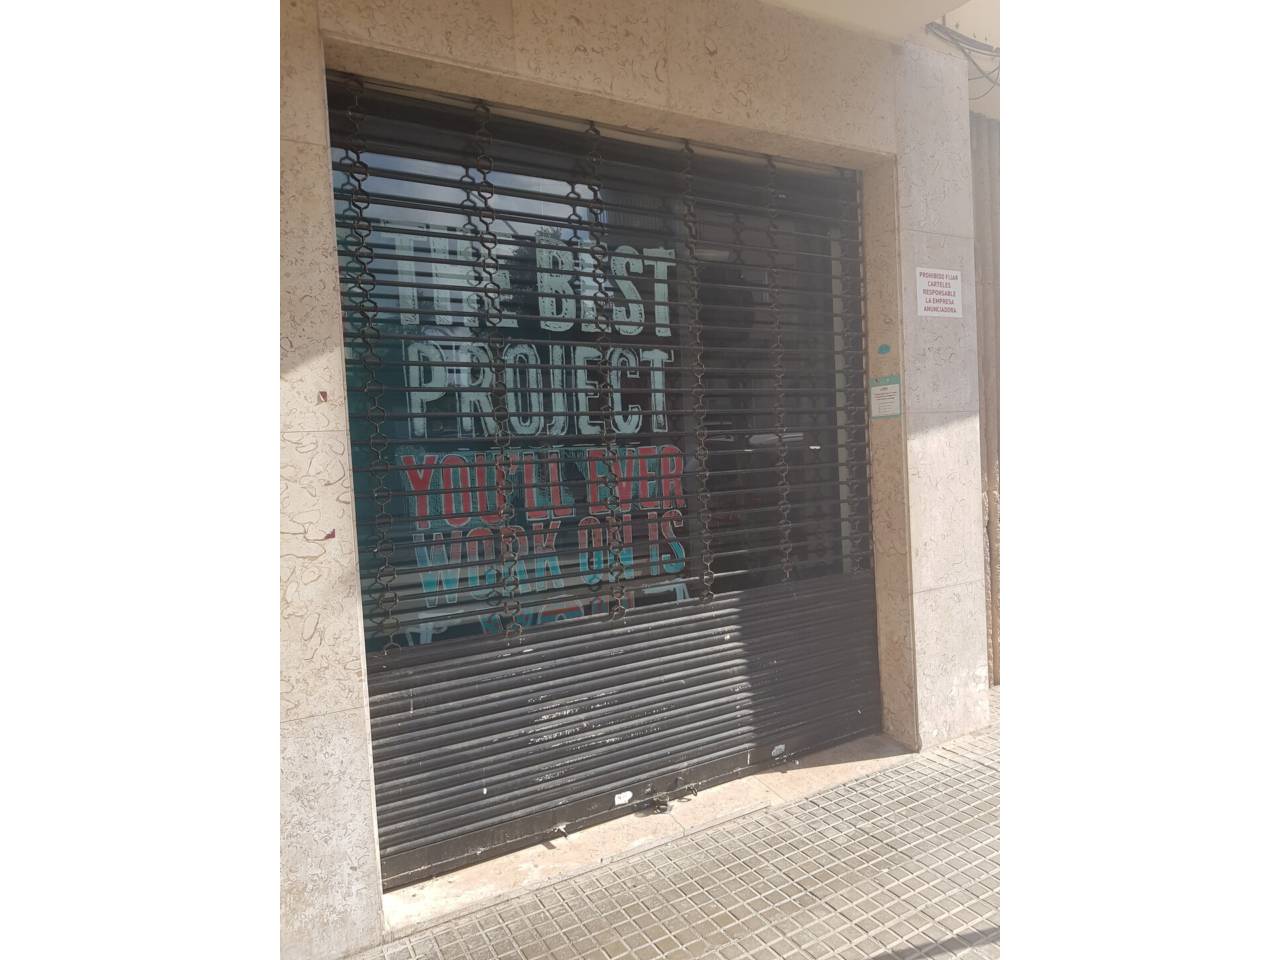 THE BEST
PROJECT
YOU'LL EVER
WORK ON IS
PROHIBIDO FIJAR
CARTELES
RESPONSABLE
LA EMPRESA
ANUNCIADORA